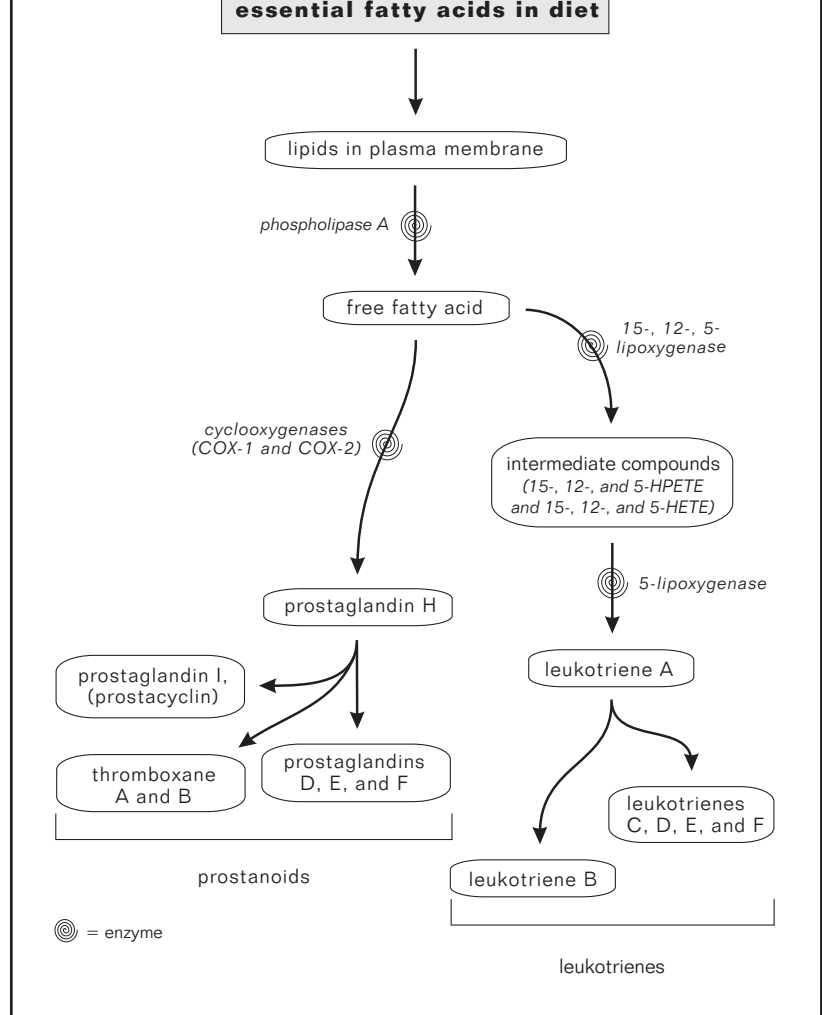 essential fatty acids in diet
lipids in plasma membrane
phospholipase A
free fatty acid
15-, 12-, 5-
lipoxygenase
cyclooxygenases
(COX-1 and COX-2)
intermediate compounds
(15-, 12-, and 5-HPETE
and 15-, 12-, and 5-HETE)
5-lipoxygenase
prostaglandin H
leukotriene A
prostaglandin I,
(prostacyclin)
thromboxane
A and B
prostaglandins
D, E, and F
leukotrienes
C, D, E, and F
leukotriene B
prostanoids
= enzyme
leukotrienes